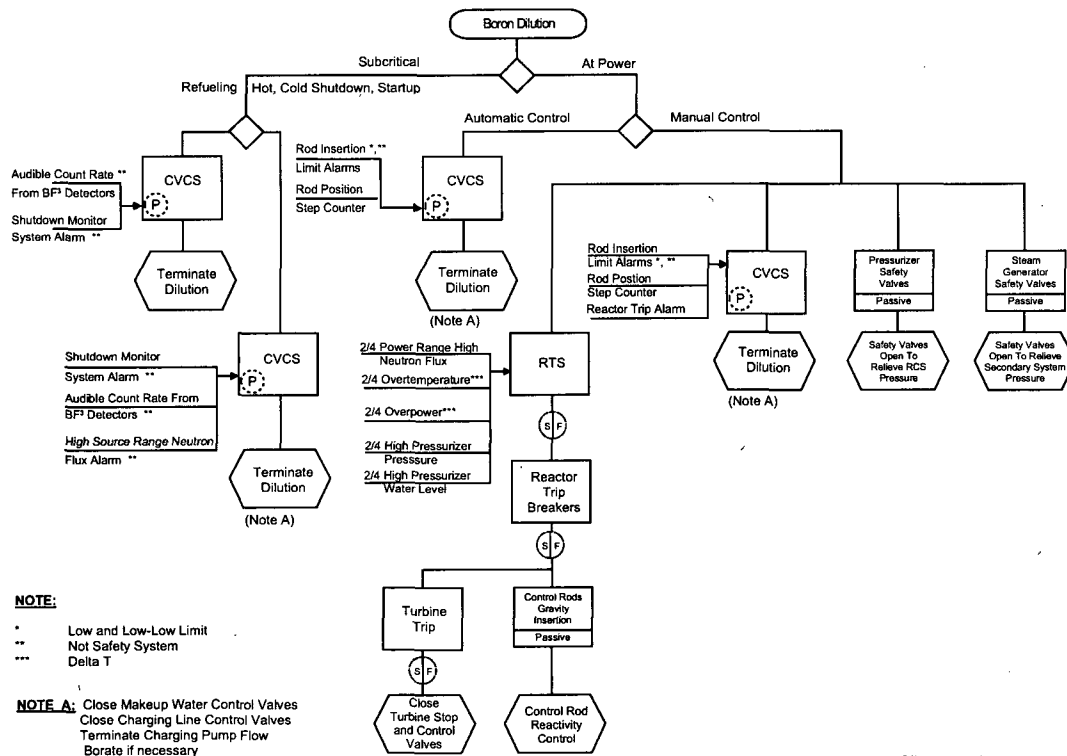 Boron Dilution
Subcritical
At Power
Refueling
Hot, Cold Shutdown, Startup
Automatic Control
Manual Control
Audible Count Rate **
From BF³ Detectors
Shutdown Monitor
System Alarm **
CVCS
P
Terminate
Dilution
Rod Insertion *,**
Limit Alarms
Rod Position
Step Counter
CVCS
P
Terminate
Dilution
(Note A)
Rod Insertion
Limit Alarms *, **
Rod Postion
Step Counter
Reactor Trip Alarm
CVCS
P
Terminate
Dilution
(Note A)
Pressurizer
Safety
Valves
Passive
Safety Valves
Open To
Relieve RCS
Pressure
Steam
Generator
Safety Valves
Passive
Safety Valves
Open To Relieve
Secondary System
Pressure
Shutdown Monitor
System Alarm **
Audible Count Rate From
BF³ Detectors **
High Source Range Neutron
Flux Alarm **
CVCS
P
Terminate
Dilution
(Note A)
2/4 Power Range High
Neutron Flux
2/4 Overtemperature***
2/4 Overpower***
2/4 High Pressurizer
Presssure
2/4 High Pressurizer
Water Level
RTS
S F
Reactor
Trip
Breakers
S F
Turbine
Trip
S F
Close
Turbine Stop
and Control
Valves
Control Rods
Gravity
Insertion
Passive
Control Rod
Reactivity
Control
NOTE:
* Low and Low-Low Limit
** Not Safety System
*** Delta T
NOTE A: Close Makeup Water Control Valves
Close Charging Line Control Valves
Terminate Charging Pump Flow
Borate if necessary